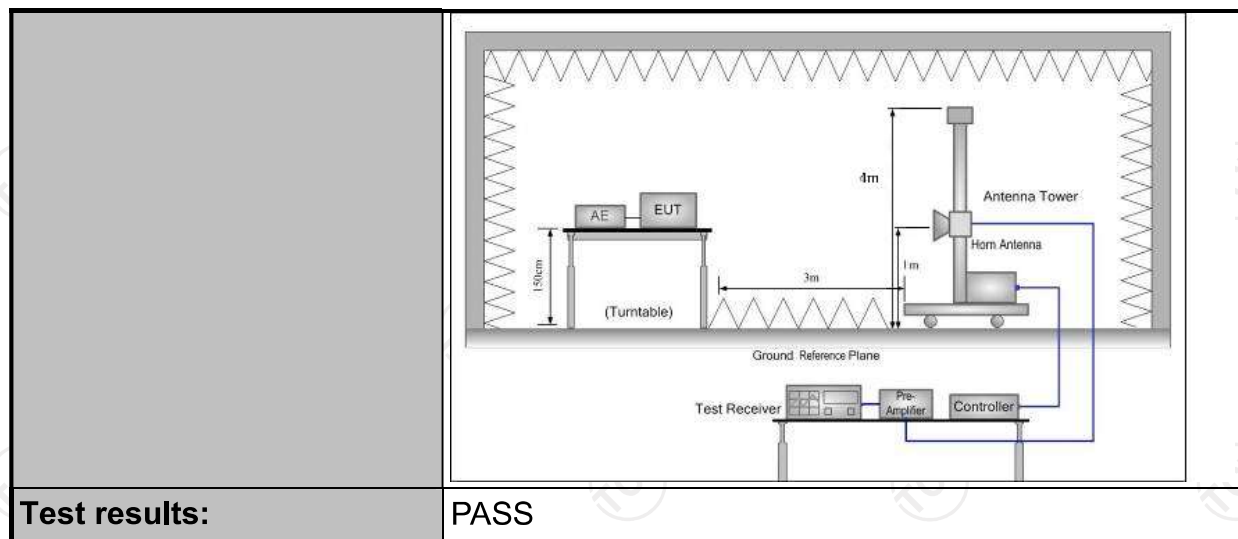 4m
Antenna Tower
AE
EUT
Horn Antenna
150cm
1m
3m
(Turntable)
Ground Reference Plane
Test Receiver
Pre-
Amplifier
Controller
Test results:
PASS